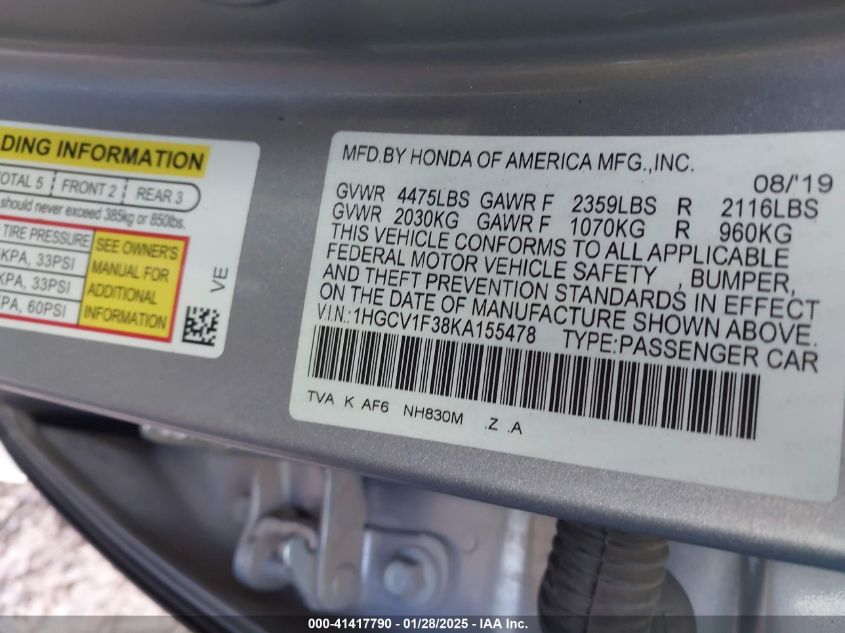 DING INFORMATION
TOTAL 5 FRONT 2 REAR 3
should never exceed 385kg or 850lbs.
TIRE PRESSURE
KPA, 33PSI
KPA, 33PSI
KPA, 60PSI
SEE OWNER'S
MANUAL FOR
ADDITIONAL
INFORMATION
VE
MFD.BY HONDA OF AMERICA MFG.,INC.
08/'19
GVWR 4475LBS GAWR F 2359LBS R 2116LBS
GVWR 2030KG GAWR F 1070KG R 960KG
THIS VEHICLE CONFORMS TO ALL APPLICABLE
FEDERAL MOTOR VEHICLE SAFETY , BUMPER,
AND THEFT PREVENTION STANDARDS IN EFFECT
ON THE DATE OF MANUFACTURE SHOWN ABOVE.
V.I.N.:1HGCV1F38KA155478 TYPE:PASSENGER CAR
TVA K AF6 NH830M .Z .A
000-41417790 - 01/28/2025 - IAA Inc.